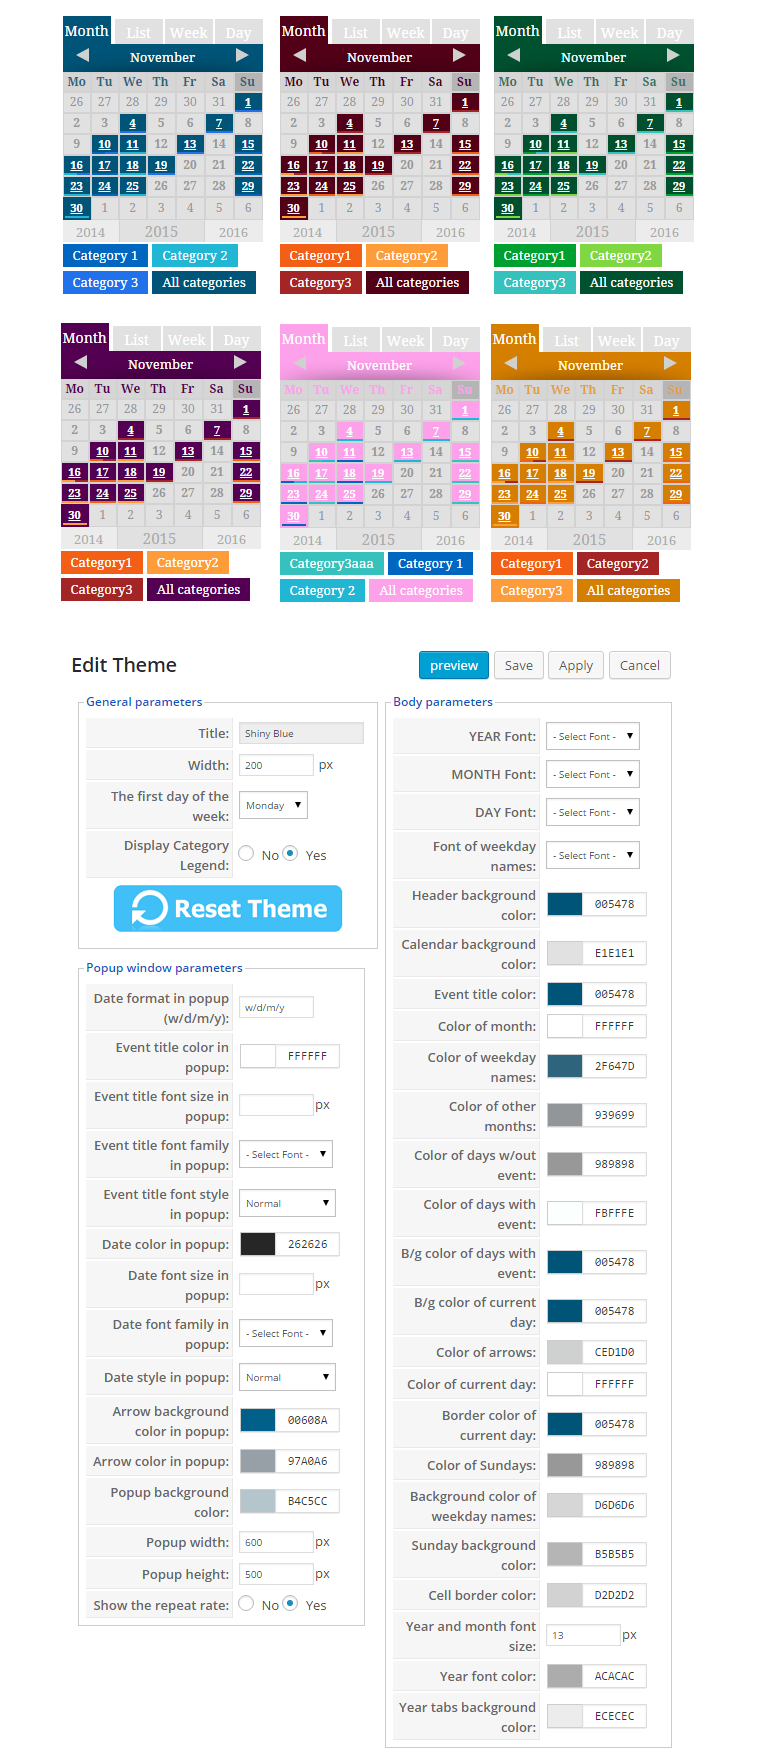 Month List Week Day
November
Mo Tu We Th Fr Sa Su
26 27 28 29 30 31 1
2 3 4 5 6 7 8
9 10 11 12 13 14 15
16 17 18 19 20 21 22
23 24 25 26 27 28 29
30 1 2 3 4 5 6
2014 2015 2016
Category 1 Category 2
Category 3 All categories
Month List Week Day
November
Mo Tu We Th Fr Sa Su
26 27 28 29 30 31 1
2 3 4 5 6 7 8
9 10 11 12 13 14 15
16 17 18 19 20 21 22
23 24 25 26 27 28 29
30 1 2 3 4 5 6
2014 2015 2016
Category1 Category2
Category3 All categories
Month List Week Day
November
Mo Tu We Th Fr Sa Su
26 27 28 29 30 31 1
2 3 4 5 6 7 8
9 10 11 12 13 14 15
16 17 18 19 20 21 22
23 24 25 26 27 28 29
30 1 2 3 4 5 6
2014 2015 2016
Category1 Category2
Category3 All categories
Month List Week Day
November
Mo Tu We Th Fr Sa Su
26 27 28 29 30 31 1
2 3 4 5 6 7 8
9 10 11 12 13 14 15
16 17 18 19 20 21 22
23 24 25 26 27 28 29
30 1 2 3 4 5 6
2014 2015 2016
Category1 Category2
Category3 All categories
Month List Week Day
November
Mo Tu We Th Fr Sa Su
26 27 28 29 30 31 1
2 3 4 5 6 7 8
9 10 11 12 13 14 15
16 17 18 19 20 21 22
23 24 25 26 27 28 29
30 1 2 3 4 5 6
2014 2015 2016
Category3aaa Category 1
Category 2 All categories
Month List Week Day
November
Mo Tu We Th Fr Sa Su
26 27 28 29 30 31 1
2 3 4 5 6 7 8
9 10 11 12 13 14 15
16 17 18 19 20 21 22
23 24 25 26 27 28 29
30 1 2 3 4 5 6
2014 2015 2016
Category1 Category2
Category3 All categories
Edit Theme preview Save Apply Cancel
General parameters
Title: Shiny Blue
Width: 200 px
The first day of the
week: Monday
Display Category
Legend: No Yes
Reset Theme
Popup window parameters
Date format in popup
(w/d/m/y): w/d/m/y
Event title color in
popup: FFFFFF
Event title font size in
popup: px
Event title font family
in popup: - Select Font -
Event title font style
in popup: Normal
Date color in popup: 262626
Date font size in
popup: px
Date font family in
popup: - Select Font -
Date style in popup: Normal
Arrow background
color in popup: 00608A
Arrow color in popup: 97A0A6
Popup background
color: B4C5CC
Popup width: 600 px
Popup height: 500 px
Show the repeat rate: No Yes
Body parameters
YEAR Font: - Select Font -
MONTH Font: - Select Font -
DAY Font: - Select Font -
Font of weekday
names: - Select Font -
Header background
color: 005478
Calendar background
color: E1E1E1
Event title color: 005478
Color of month: FFFFFF
Color of weekday
names: 2F647D
Color of other
months: 939699
Color of days w/out
event: 989898
Color of days with
event: FBFFFE
B/g color of days with
event: 005478
B/g color of current
day: 005478
Color of arrows: CED1D0
Color of current day: FFFFFF
Border color of
current day: 005478
Color of Sundays: 989898
Background color of
weekday names: D6D6D6
Sunday background
color: B5B5B5
Cell border color: D2D2D2
Year and month font
size: 13 px
Year font color: ACACAC
Year tabs background
color: ECECEC